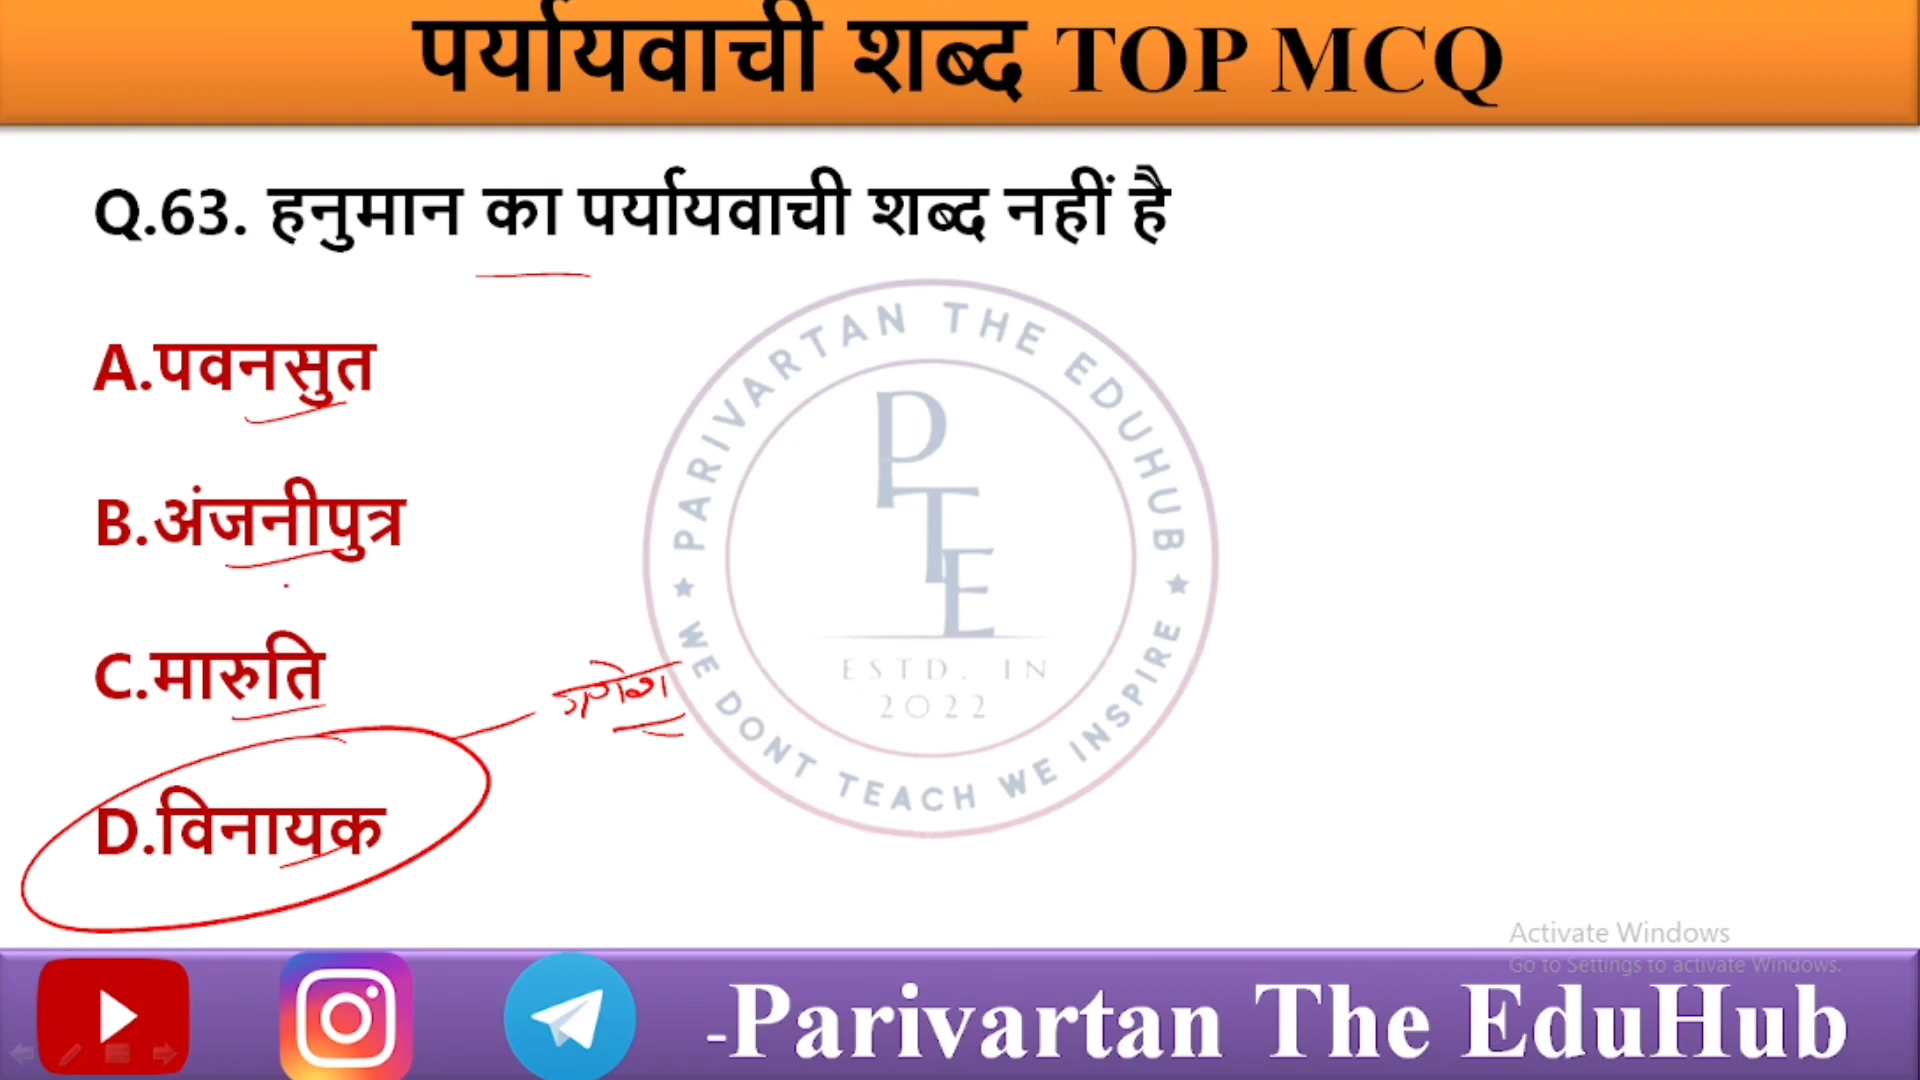 पर्यायवाची शब्द TOP MCQ
Q.63. हनुमान का पर्यायवाची शब्द नहीं है
A.पवनसुत
B.अंजनीपुत्र
C.मारुति
गणेश
D.विनायक
PARIVARTAN THE EDUHUB
PTE
ESTD. IN
2022
WE DONT TEACH WE INSPIRE
Activate Windows
Go to Settings to activate Windows.
-Parivartan The EduHub